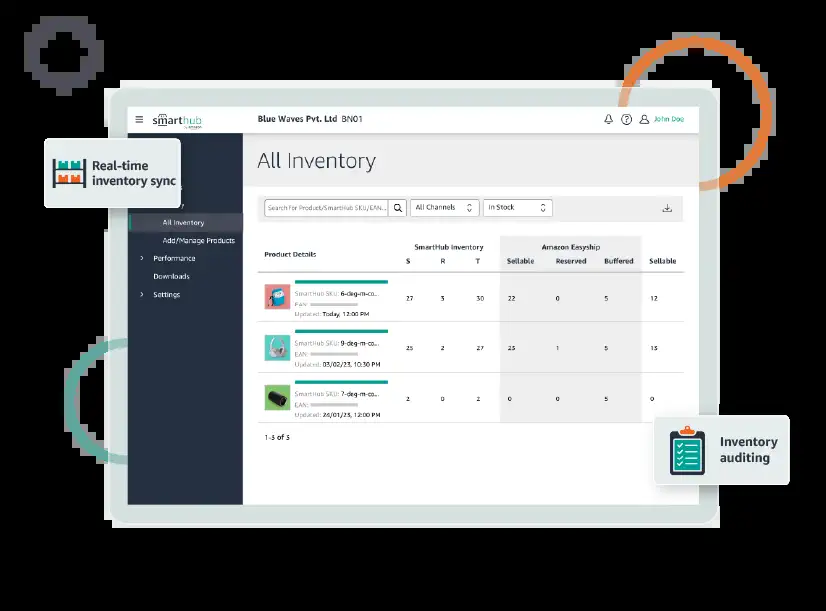 smarthub
by amazon
Blue Waves Pvt. Ltd BN01
John Doe
Real-time
inventory sync
All Inventory
Add/Manage Products
Performance
Downloads
Settings
All Inventory
Search for Product/SmartHub SKU/EAN...
All Channels
In Stock
Product Details
SmartHub Inventory
Amazon Easyship
S R T Sellable Reserved Buffered Sellable
SmartHub SKU: 6-deg-m-co...
EAN:
Updated: Today, 12:00 PM
27 3 30 22 0 5 12
SmartHub SKU: 9-deg-m-co...
EAN:
Updated: 03/02/23, 10:30 PM
25 2 27 23 1 5 13
SmartHub SKU: 7-deg-m-co...
EAN:
Updated: 24/01/23, 12:00 PM
2 0 2 0 0 5 0
1-3 of 3
Inventory
auditing